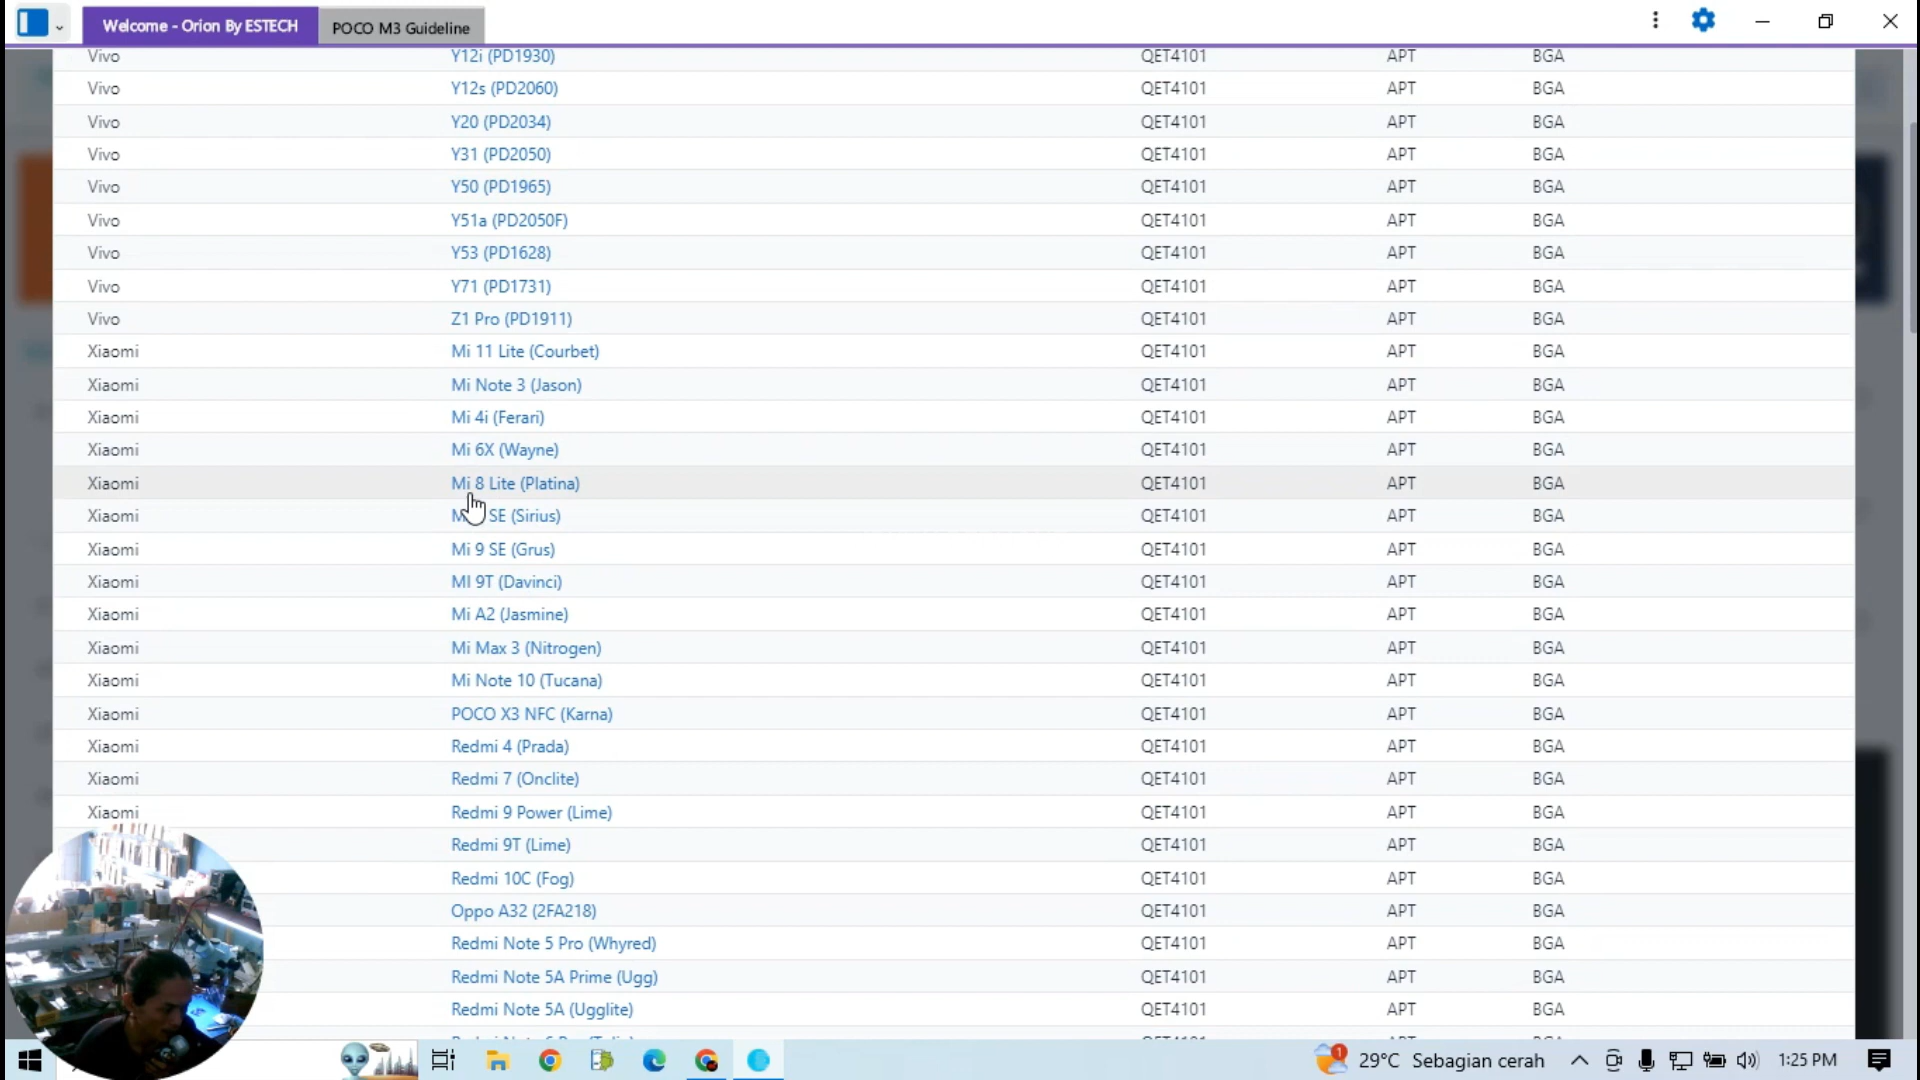 Welcome - Orion By ESTECH POCO M3 Guideline
Vivo Y12i (PD1930) QET4101 APT BGA
Vivo Y12s (PD2060) QET4101 APT BGA
Vivo Y20 (PD2034) QET4101 APT BGA
Vivo Y31 (PD2050) QET4101 APT BGA
Vivo Y50 (PD1965) QET4101 APT BGA
Vivo Y51a (PD2050F) QET4101 APT BGA
Vivo Y53 (PD1628) QET4101 APT BGA
Vivo Y71 (PD1731) QET4101 APT BGA
Vivo Z1 Pro (PD1911) QET4101 APT BGA
Xiaomi Mi 11 Lite (Courbet) QET4101 APT BGA
Xiaomi Mi Note 3 (Jason) QET4101 APT BGA
Xiaomi Mi 4i (Ferari) QET4101 APT BGA
Xiaomi Mi 6X (Wayne) QET4101 APT BGA
Xiaomi Mi 8 Lite (Platina) QET4101 APT BGA
Xiaomi SE (Sirius) QET4101 APT BGA
Xiaomi Mi 9 SE (Grus) QET4101 APT BGA
Xiaomi MI 9T (Davinci) QET4101 APT BGA
Xiaomi Mi A2 (Jasmine) QET4101 APT BGA
Xiaomi Mi Max 3 (Nitrogen) QET4101 APT BGA
Xiaomi Mi Note 10 (Tucana) QET4101 APT BGA
Xiaomi POCO X3 NFC (Karna) QET4101 APT BGA
Xiaomi Redmi 4 (Prada) QET4101 APT BGA
Xiaomi Redmi 7 (Onclite) QET4101 APT BGA
Xiaomi Redmi 9 Power (Lime) QET4101 APT BGA
Redmi 9T (Lime) QET4101 APT BGA
Redmi 10C (Fog) QET4101 APT BGA
Oppo A32 (2FA218) QET4101 APT BGA
Redmi Note 5 Pro (Whyred) QET4101 APT BGA
Redmi Note 5A Prime (Ugg) QET4101 APT BGA
Redmi Note 5A (Ugglite) QET4101 APT BGA
1 29°C Sebagian cerah 1:25 PM